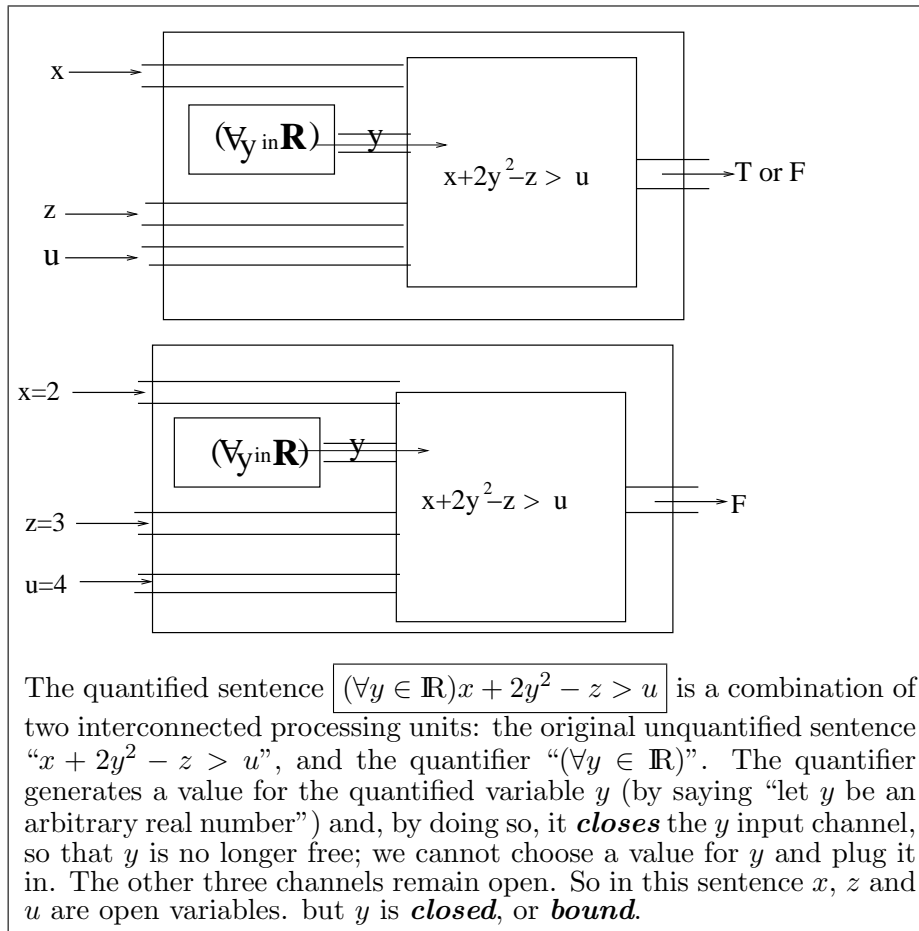 x
(∀y in R) y
x+2y²−z > u
T or F
z
u
x=2
(∀y in R) y
x+2y²−z > u
F
z=3
u=4
The quantified sentence (∀y ∈ ℝ)x + 2y² − z > u is a combination of
two interconnected processing units: the original unquantified sentence
“x + 2y² − z > u”, and the quantifier “(∀y ∈ ℝ)”. The quantifier
generates a value for the quantified variable y (by saying “let y be an
arbitrary real number”) and, by doing so, it closes the y input channel,
so that y is no longer free; we cannot choose a value for y and plug it
in. The other three channels remain open. So in this sentence x, z and
u are open variables. but y is closed, or bound.